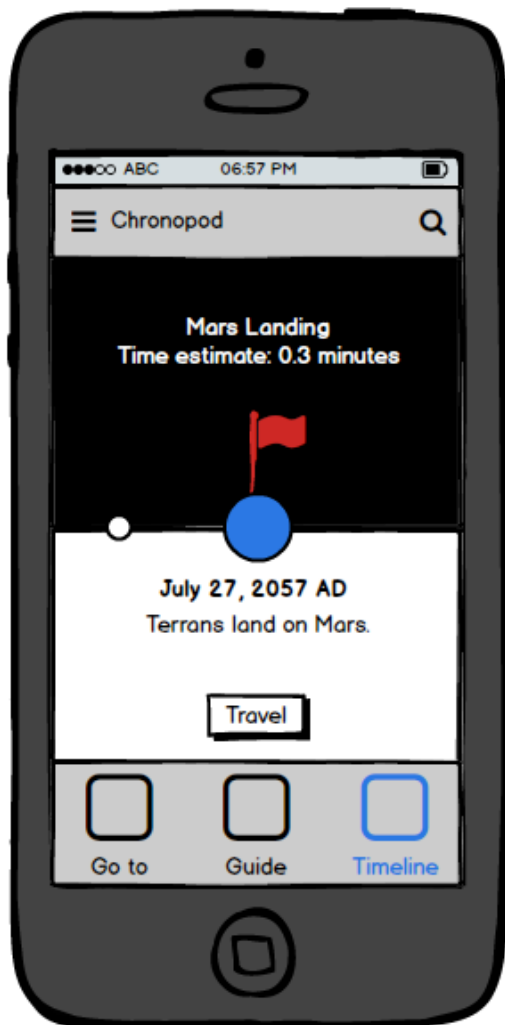 ABC 06:57 PM
Chronopod
Mars Landing
Time estimate: 0.3 minutes
July 27, 2057 AD
Terrans land on Mars.
Travel
Go to Guide Timeline